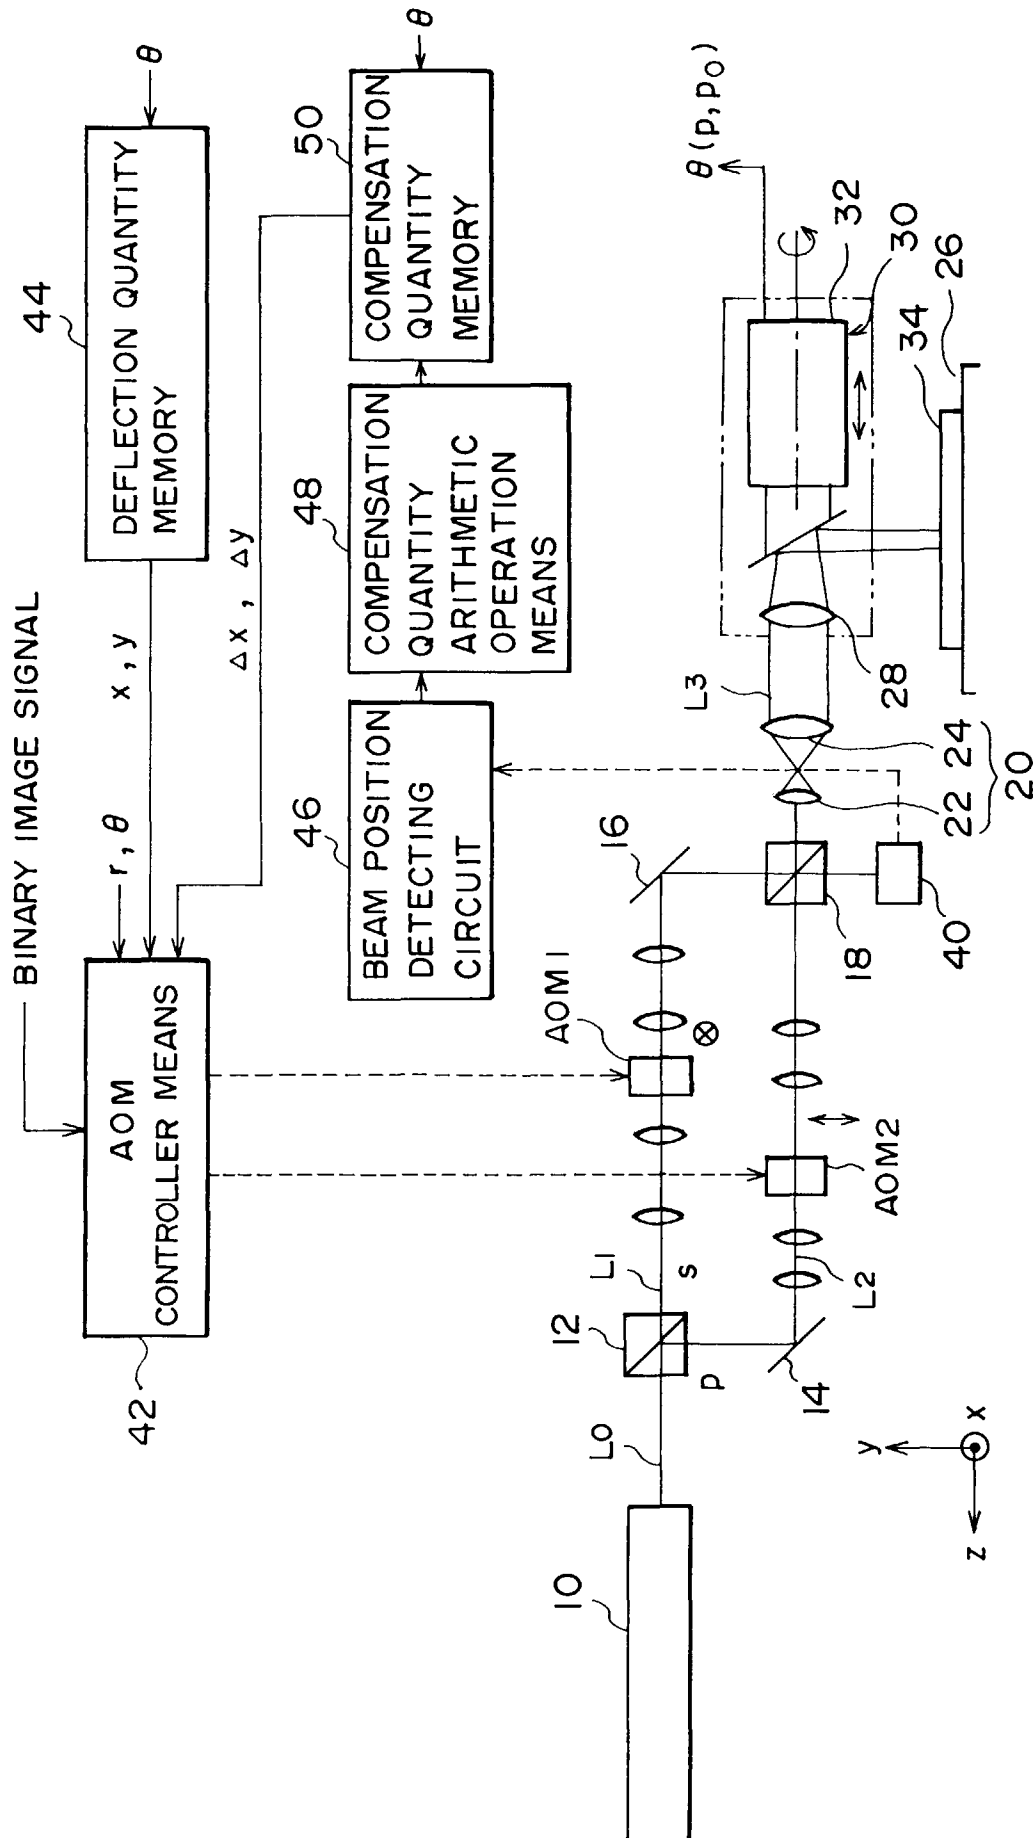 BINARY IMAGE SIGNAL
r, θ
x, y
Δx, Δy
AOM
CONTROLLER MEANS
42
44
DEFLECTION QUANTITY
MEMORY
θ
46
BEAM POSITION
DETECTING
CIRCUIT
48
COMPENSATION
QUANTITY
ARITHMETIC
OPERATION
MEANS
50
COMPENSATION
QUANTITY
MEMORY
θ
10
L0
12
p
s
L1
14
L2
AOM1
AOM2
16
18
40
20
22
24
L3
28
θ (p, p0)
32
30
34
26
y
x
z